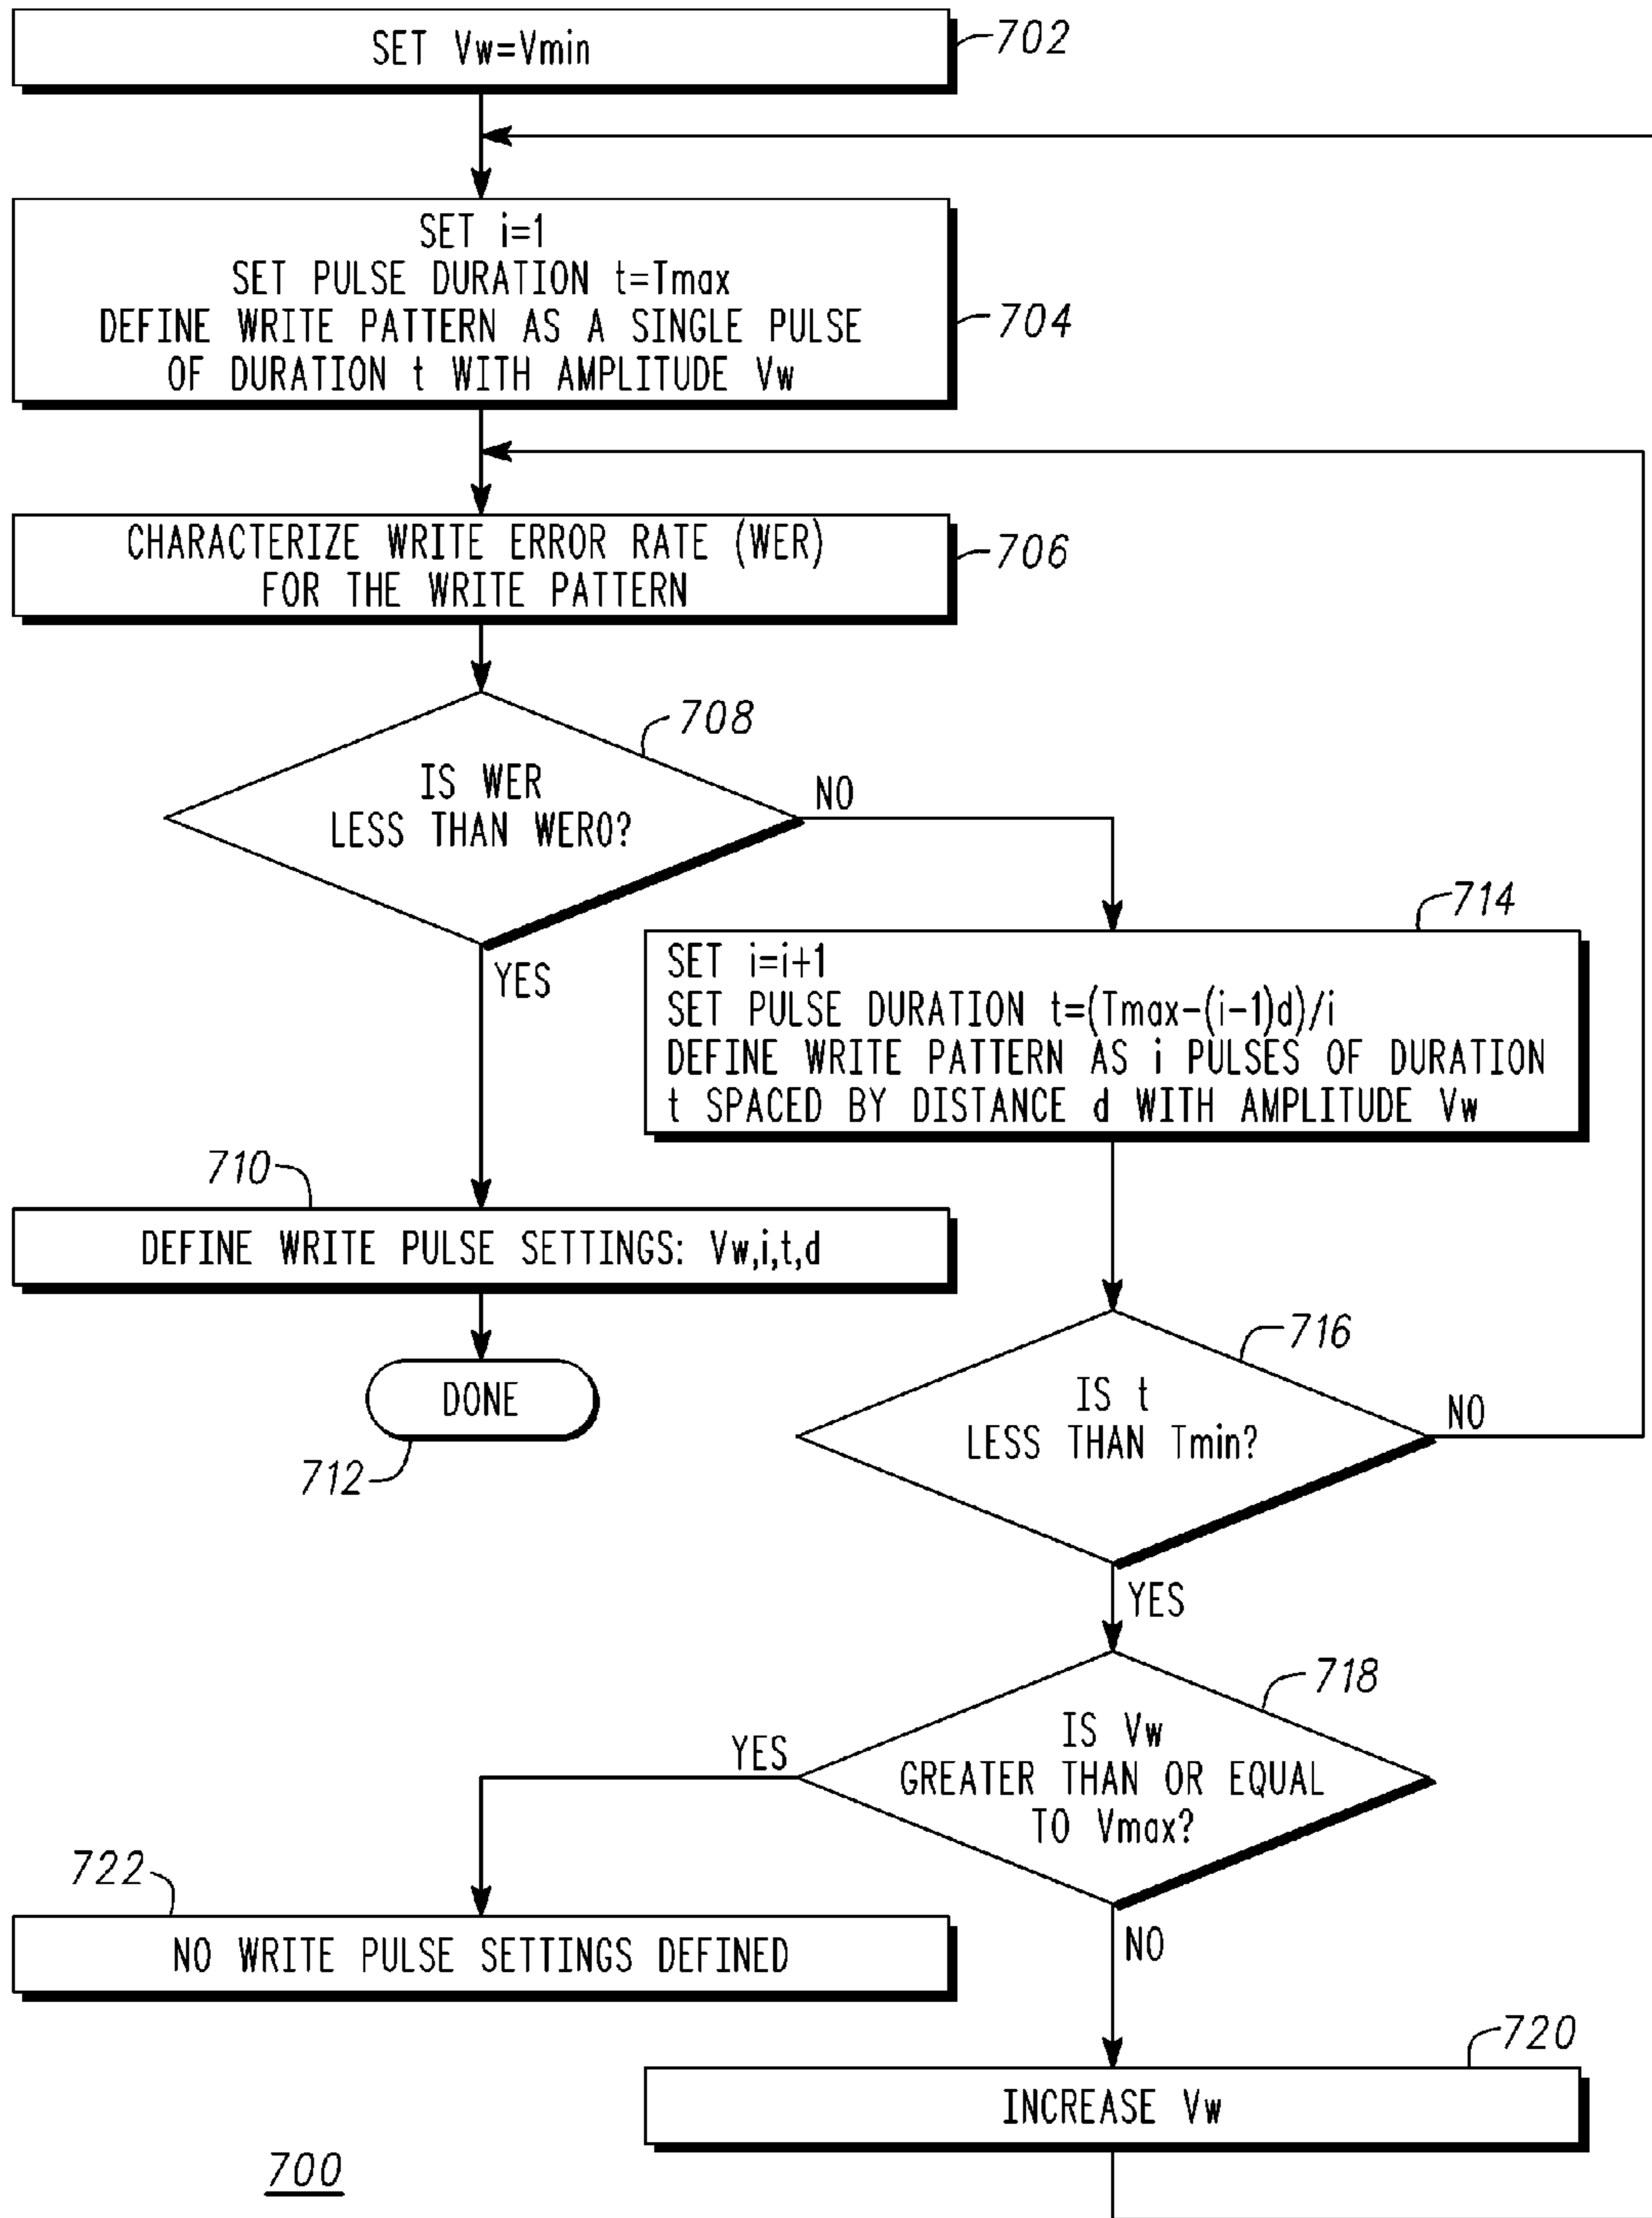 SET Vw=Vmin
702
SET i=1
SET PULSE DURATION t=Tmax
DEFINE WRITE PATTERN AS A SINGLE PULSE
OF DURATION t WITH AMPLITUDE Vw
704
CHARACTERIZE WRITE ERROR RATE (WER)
FOR THE WRITE PATTERN
706
708
IS WER
LESS THAN WER0?
NO
YES
714
SET i=i+1
SET PULSE DURATION t=(Tmax-(i-1)d)/i
DEFINE WRITE PATTERN AS i PULSES OF DURATION
t SPACED BY DISTANCE d WITH AMPLITUDE Vw
710
DEFINE WRITE PULSE SETTINGS: Vw,i,t,d
DONE
712
716
IS t
LESS THAN Tmin?
NO
YES
718
IS Vw
GREATER THAN OR EQUAL
TO Vmax?
YES
NO
722
NO WRITE PULSE SETTINGS DEFINED
720
INCREASE Vw
700